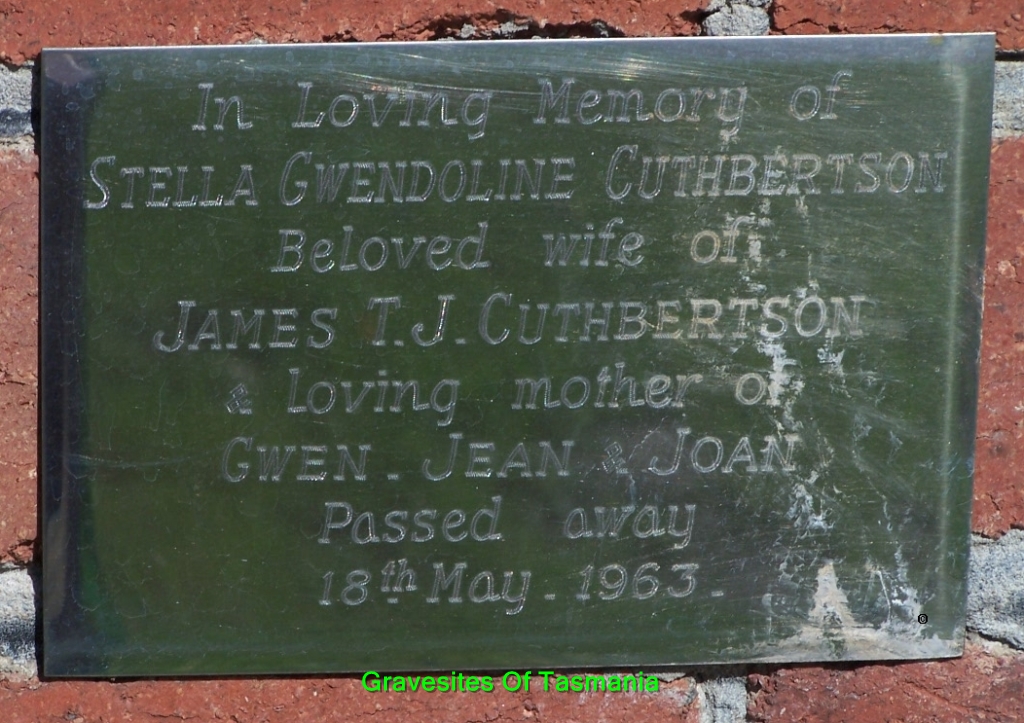 In Loving Memory of
STELLA GWENDOLINE CUTHBERTSON
Beloved wife of
JAMES T.J. CUTHBERTSON
& Loving mother of
GWEN. JEAN & JOAN
Passed away
18th May. 1963.
©
Gravesites Of Tasmania